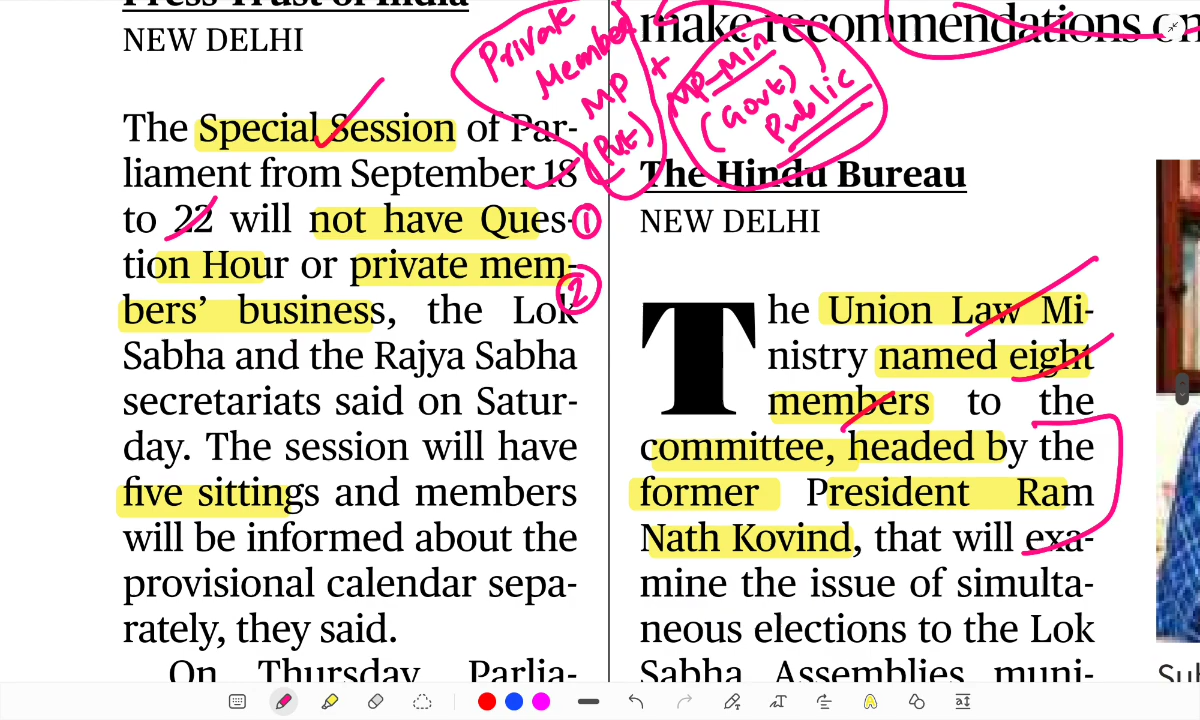 Press Trust of India
NEW DELHI
The Special Session of Par-
liament from September 18
to 22 will not have Ques-
tion Hour or private mem-
bers' business, the Lok
Sabha and the Rajya Sabha
secretariats said on Satur-
day. The session will have
five sittings and members
will be informed about the
provisional calendar sepa-
rately, they said.
On Thursday, Parlia-
Private
Member
MP
(Pvt)
①
②
+
MP-Min
(Govt)
Public
make recommendations on
The Hindu Bureau
NEW DELHI
The Union Law Mi-
nistry named eight
members to the
committee, headed by the
former President Ram
Nath Kovind, that will exa-
mine the issue of simulta-
neous elections to the Lok
Sabha Assemblies, muni-